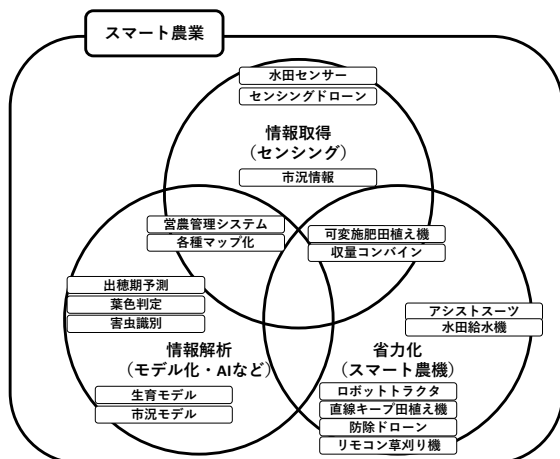 スマート農業
水田センサー
センシングドローン
情報取得
（センシング）
市況情報
営農管理システム
各種マップ化
可変施肥田植え機
収量コンバイン
出穂期予測
葉色判定
害虫識別
アシストスーツ
水田給水機
情報解析
（モデル化・AIなど）
省力化
（スマート農機）
生育モデル
市況モデル
ロボットトラクタ
直線キープ田植え機
防除ドローン
リモコン草刈り機